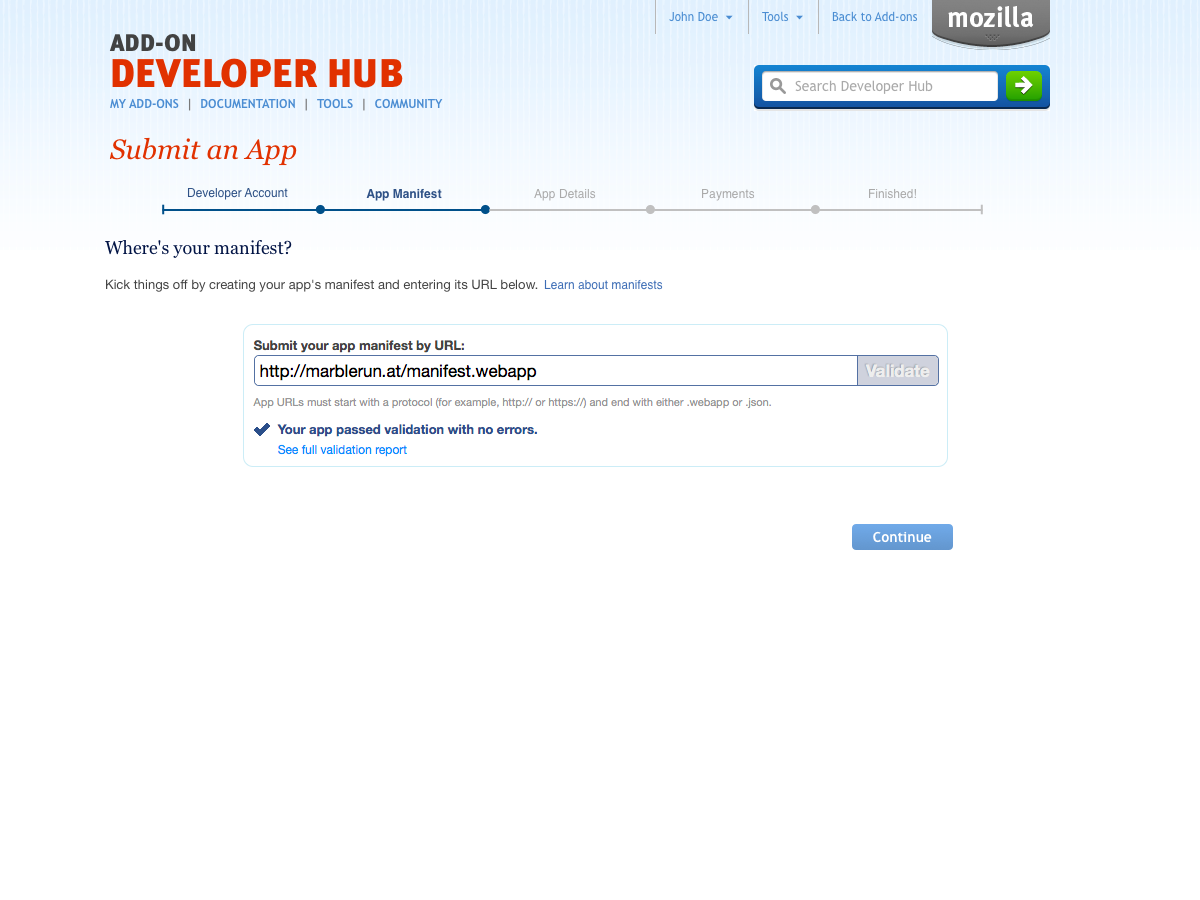 John Doe Tools Back to Add-ons mozilla
ADD-ON
DEVELOPER HUB
Search Developer Hub
MY ADD-ONS | DOCUMENTATION | TOOLS | COMMUNITY
Submit an App
Developer Account App Manifest App Details Payments Finished!
Where's your manifest?
Kick things off by creating your app's manifest and entering its URL below. Learn about manifests
Submit your app manifest by URL:
http://marblerun.at/manifest.webapp Validate
App URLs must start with a protocol (for example, http:// or https://) and end with either .webapp or .json.
Your app passed validation with no errors.
See full validation report
Continue